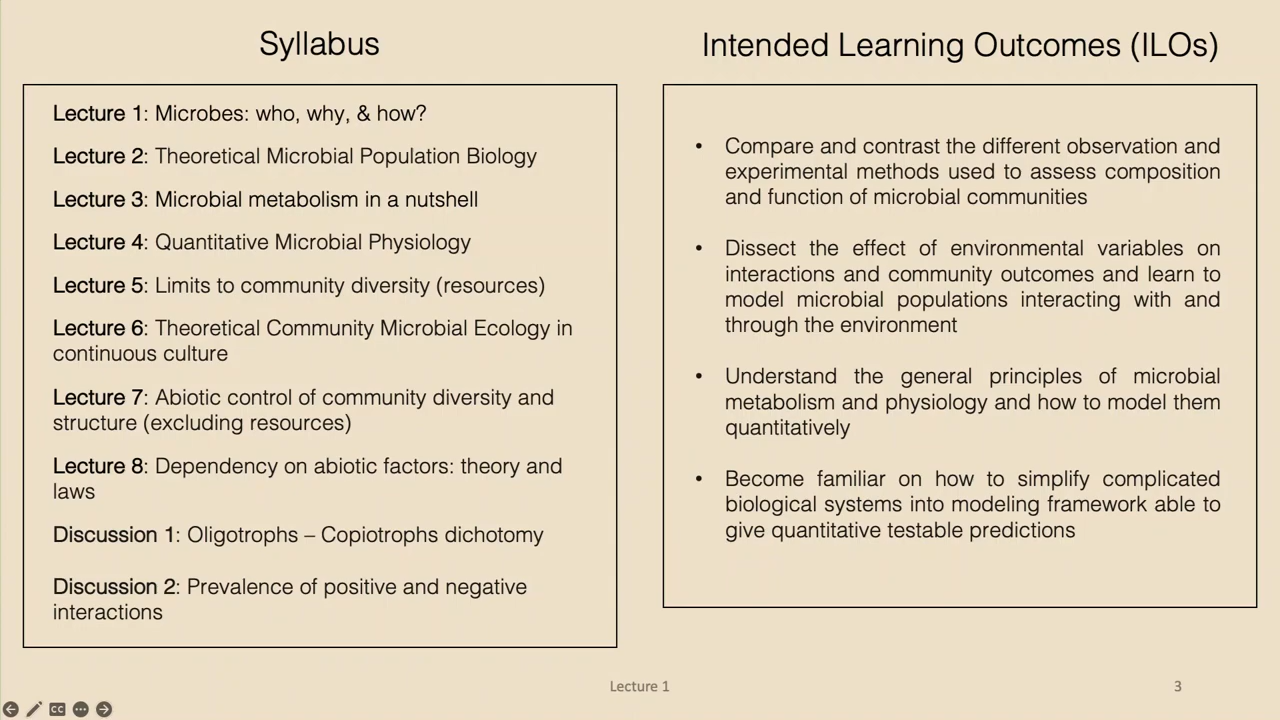 Syllabus
Lecture 1: Microbes: who, why, & how?
Lecture 2: Theoretical Microbial Population Biology
Lecture 3: Microbial metabolism in a nutshell
Lecture 4: Quantitative Microbial Physiology
Lecture 5: Limits to community diversity (resources)
Lecture 6: Theoretical Community Microbial Ecology in
continuous culture
Lecture 7: Abiotic control of community diversity and
structure (excluding resources)
Lecture 8: Dependency on abiotic factors: theory and
laws
Discussion 1: Oligotrophs – Copiotrophs dichotomy
Discussion 2: Prevalence of positive and negative
interactions
Intended Learning Outcomes (ILOs)
• Compare and contrast the different observation and
experimental methods used to assess composition
and function of microbial communities
• Dissect the effect of environmental variables on
interactions and community outcomes and learn to
model microbial populations interacting with and
through the environment
• Understand the general principles of microbial
metabolism and physiology and how to model them
quantitatively
• Become familiar on how to simplify complicated
biological systems into modeling framework able to
give quantitative testable predictions
Lecture 1
3
CC